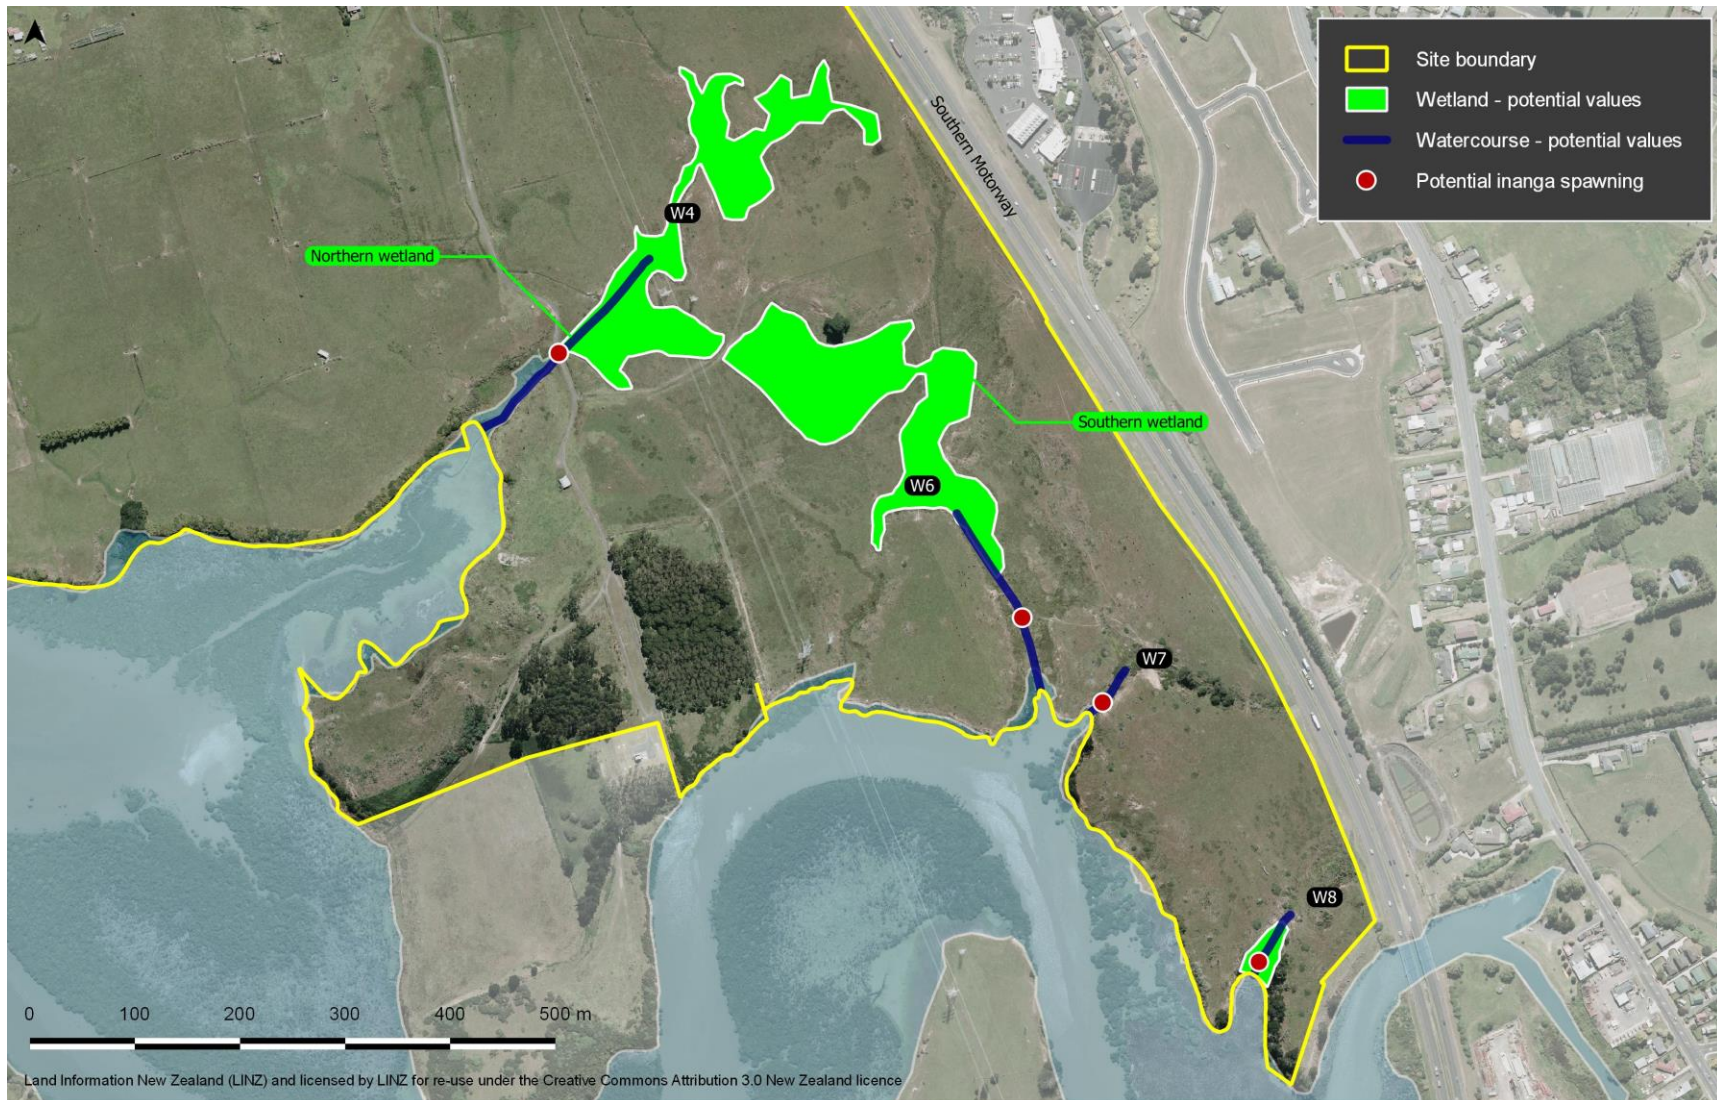 Site boundary
Wetland - potential values
Watercourse - potential values
Potential inanga spawning
Southern Motorway
W4
Northern wetland
Southern wetland
W6
W7
W8
0 100 200 300 400 500 m
Land Information New Zealand (LINZ) and licensed by LINZ for re-use under the Creative Commons Attribution 3.0 New Zealand licence